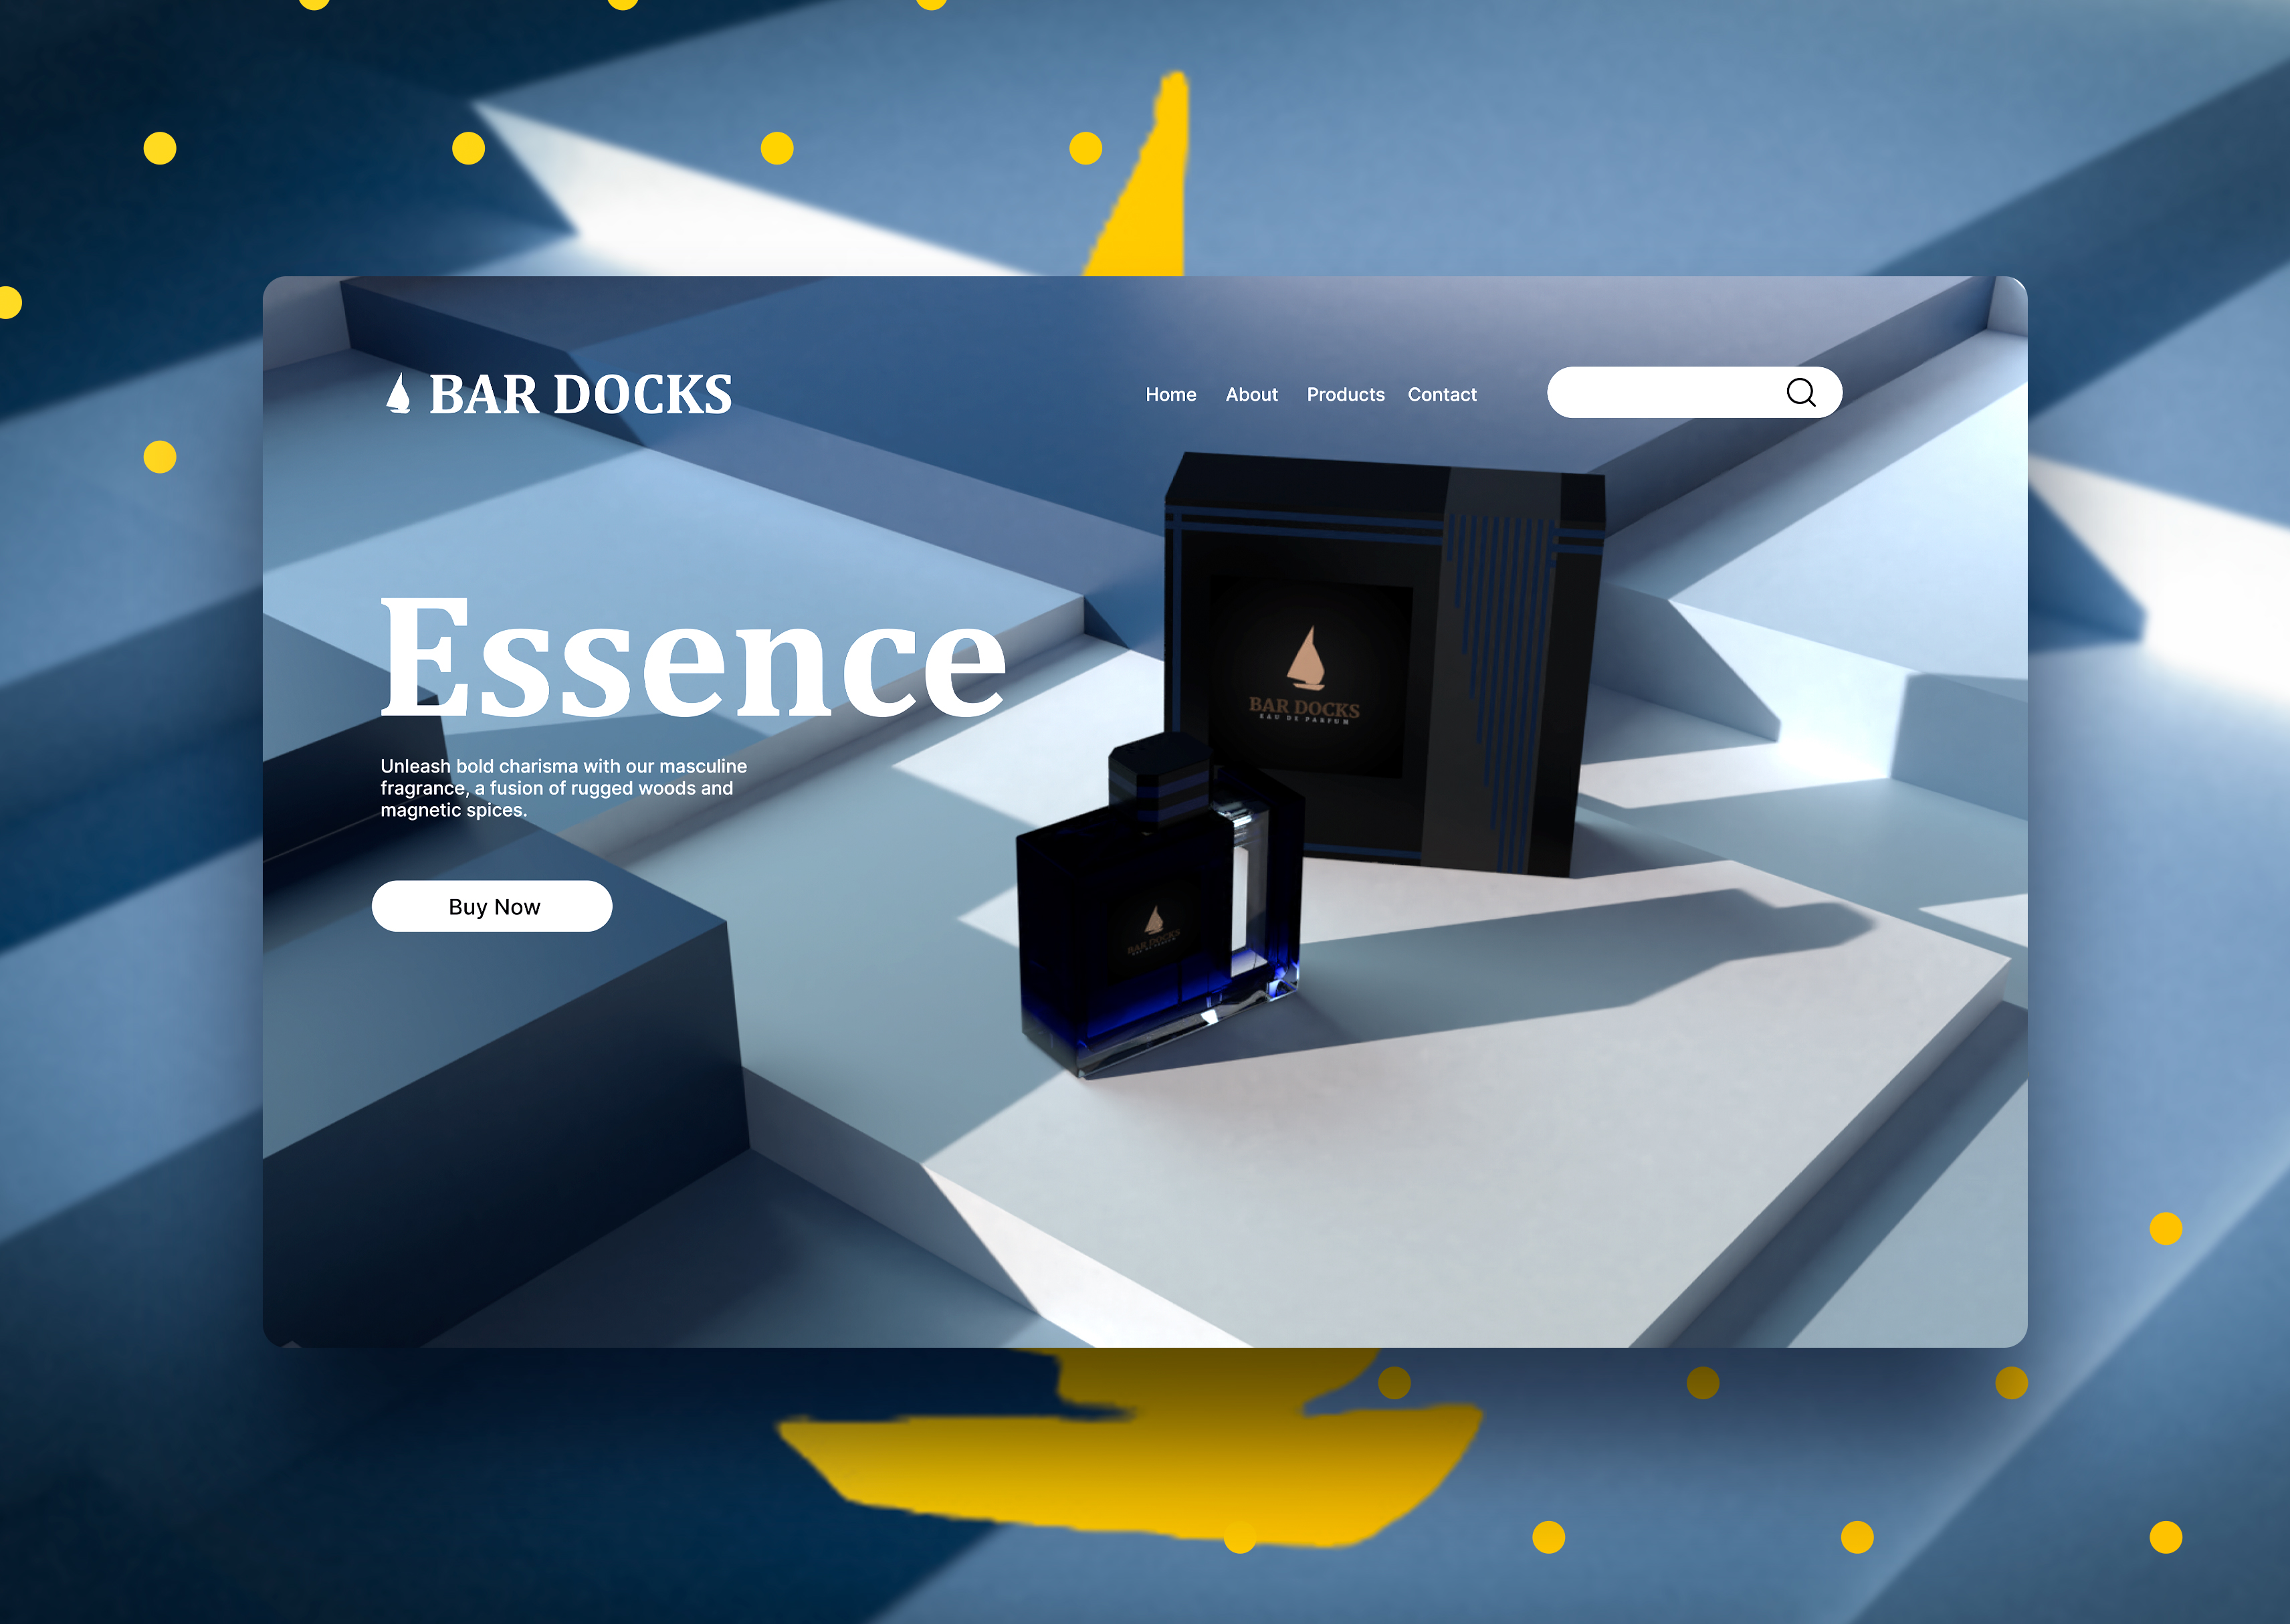 BAR DOCKS
Home About Products Contact
Essence
Unleash bold charisma with our masculine
fragrance, a fusion of rugged woods and
magnetic spices.
Buy Now
BAR DOCKS
EAU DE PARFUM
BAR DOCKS